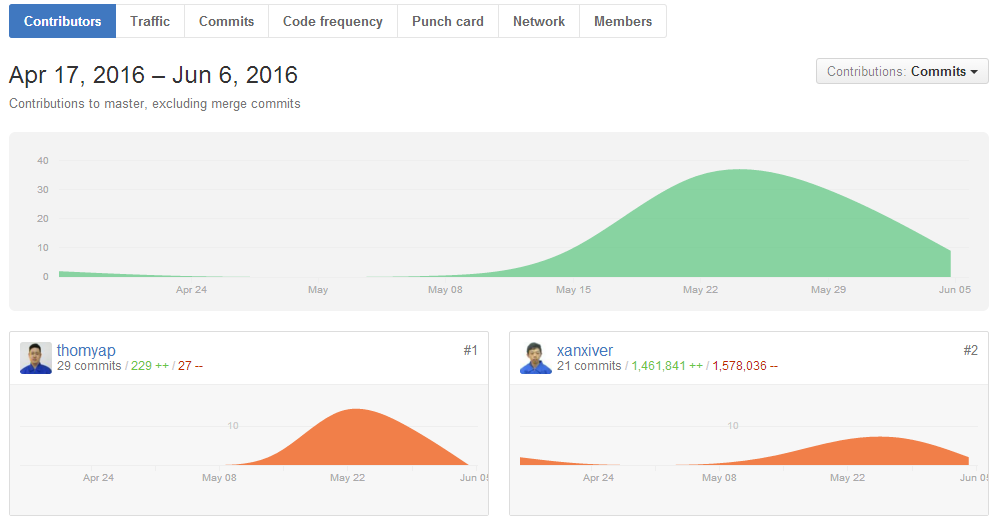 Contributors Traffic Commits Code frequency Punch card Network Members
Apr 17, 2016 – Jun 6, 2016
Contributions: Commits
Contributions to master, excluding merge commits
40
30
20
10
0
Apr 24 May May 08 May 15 May 22 May 29 Jun 05
thomyap #1
29 commits / 229 ++ / 27 --
10
Apr 24 May 08 May 22 Jun 0
xanxiver #2
21 commits / 1,461,841 ++ / 1,578,036 --
10
Apr 24 May 08 May 22 Jun 0